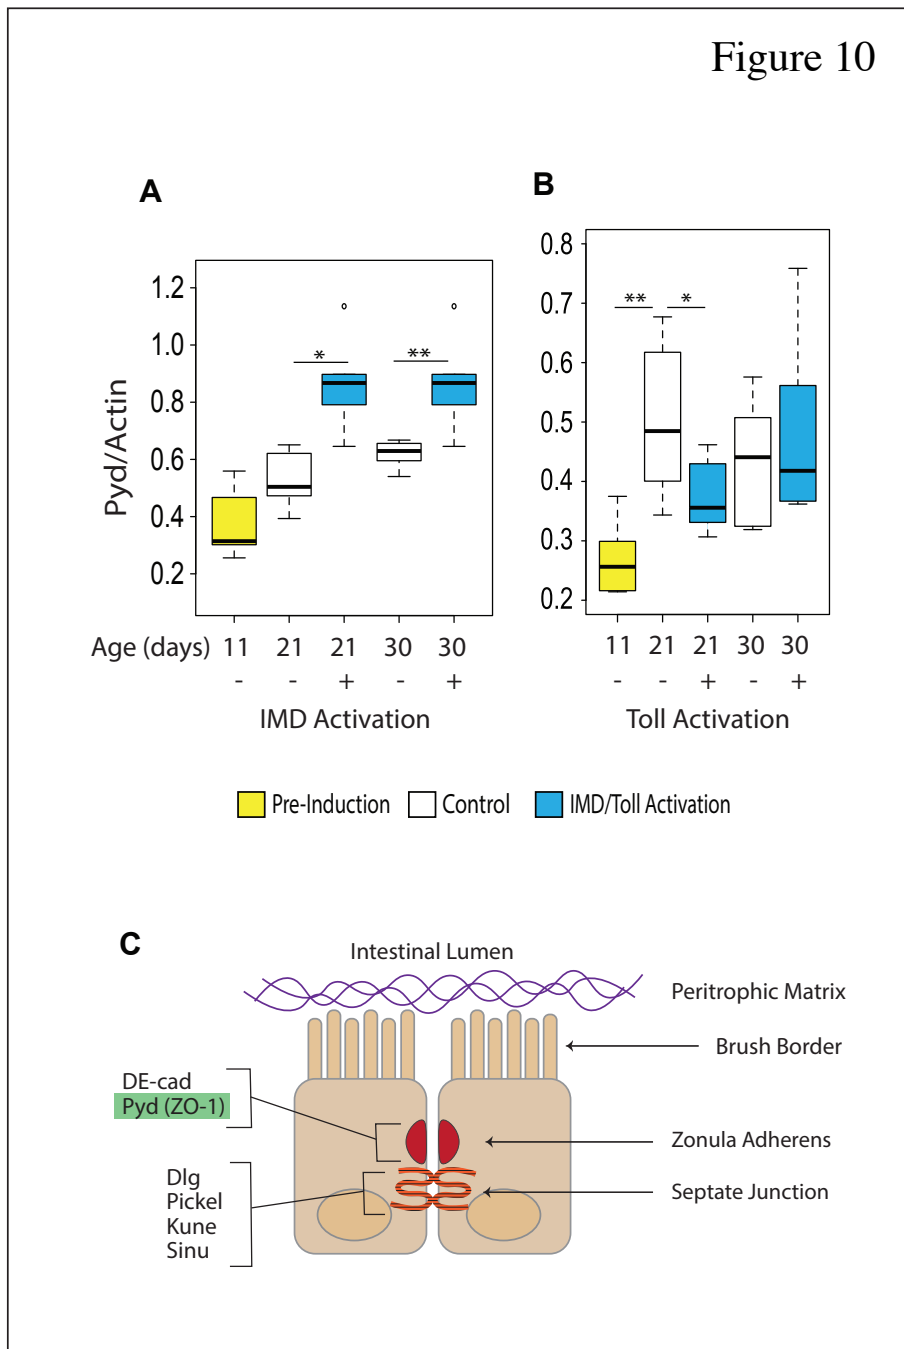 Figure 10
A
Pyd/Actin
1.2
1.0
0.8
0.6
0.4
0.2
* **
Age (days) 11 21 21 30 30
- - + - +
IMD Activation
B
0.8
0.7
0.6
0.5
0.4
0.3
0.2
** *
11 21 21 30 30
- - + - +
Toll Activation
Pre-Induction Control IMD/Toll Activation
C
Intestinal Lumen
Peritrophic Matrix
Brush Border
DE-cad
Pyd (ZO-1)
Zonula Adherens
Dlg
Pickel
Kune
Sinu
Septate Junction